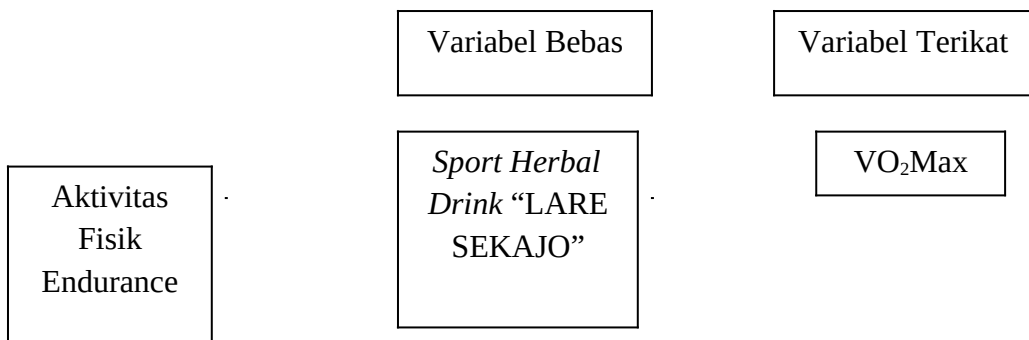 Variabel Bebas
Variabel Terikat
Sport Herbal
Drink “LARE
SEKAJO”
VO₂Max
Aktivitas
Fisik
Endurance